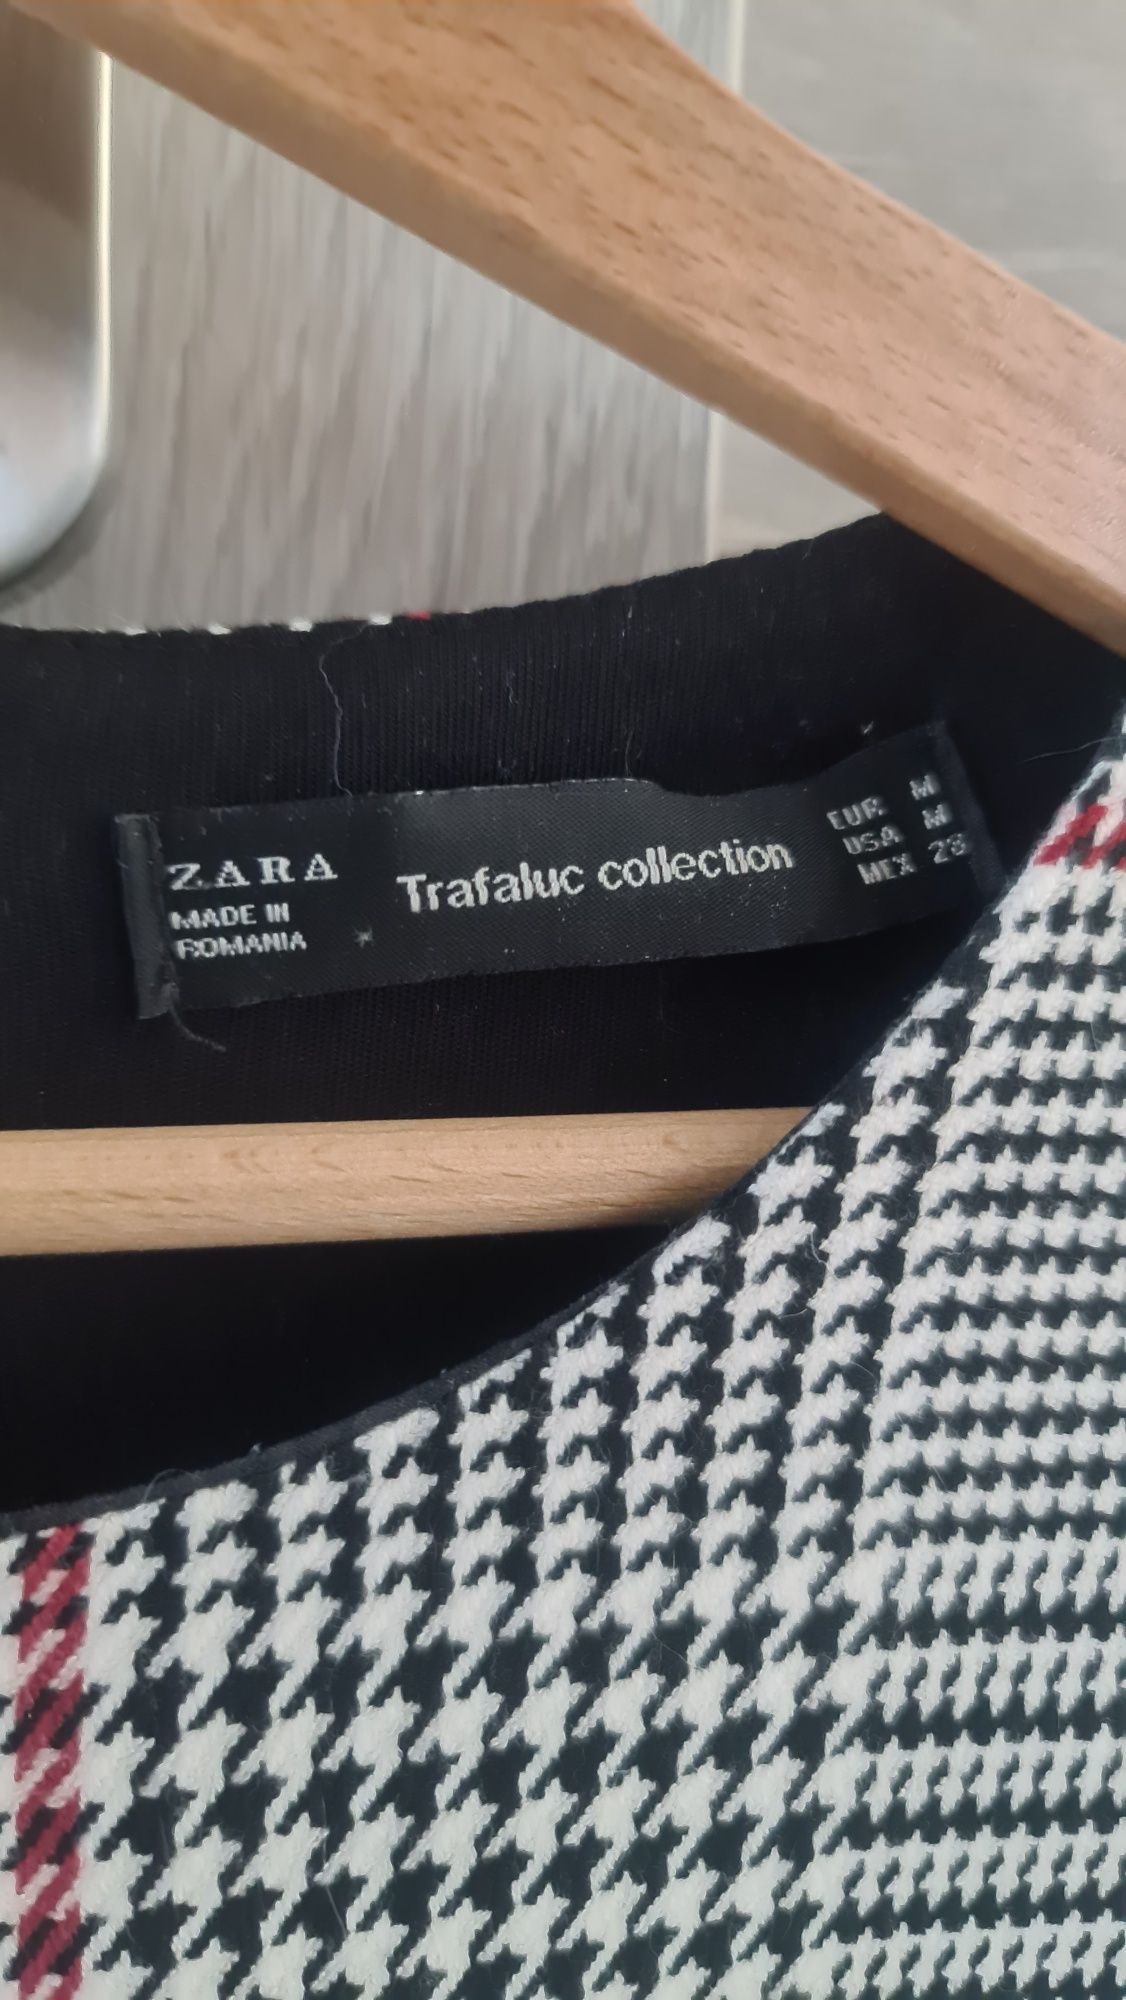 ZARA
MADE IN
ROMANIA
Trafaluc collection
EUR M
USA M
MEX 28